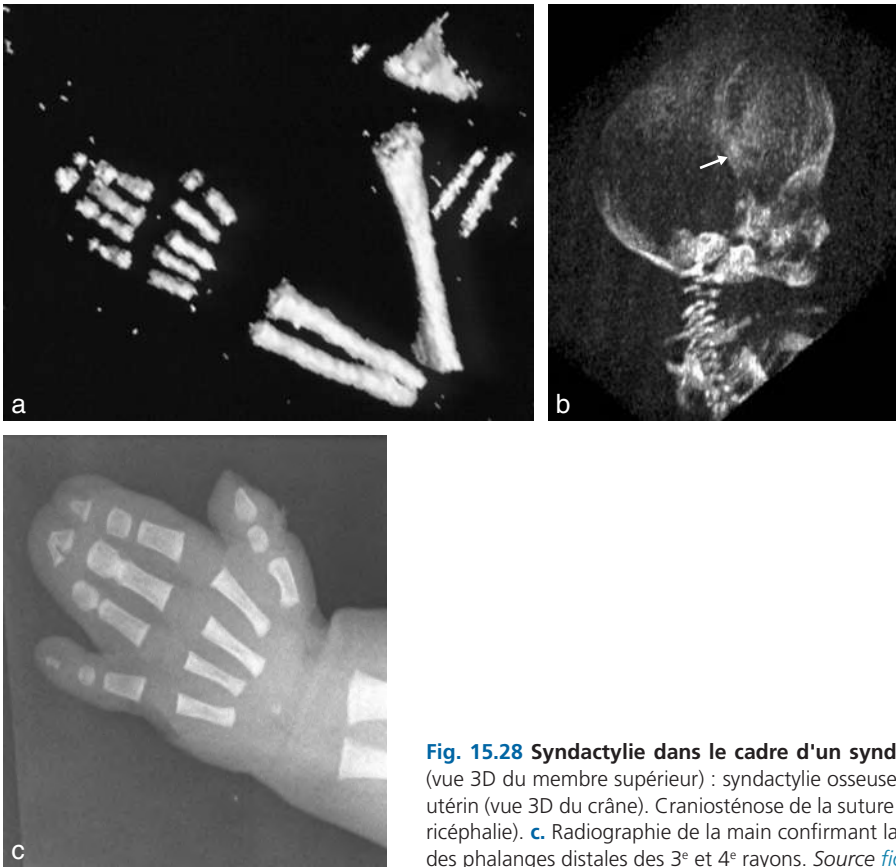 a
b
c
Fig. 15.28 Syndactylie dans le cadre d'un synd
(vue 3D du membre supérieur) : syndactylie osseuse
utérin (vue 3D du crâne). Craniosténose de la suture
ricéphalie). c. Radiographie de la main confirmant la
des phalanges distales des 3e et 4e rayons. Source fi